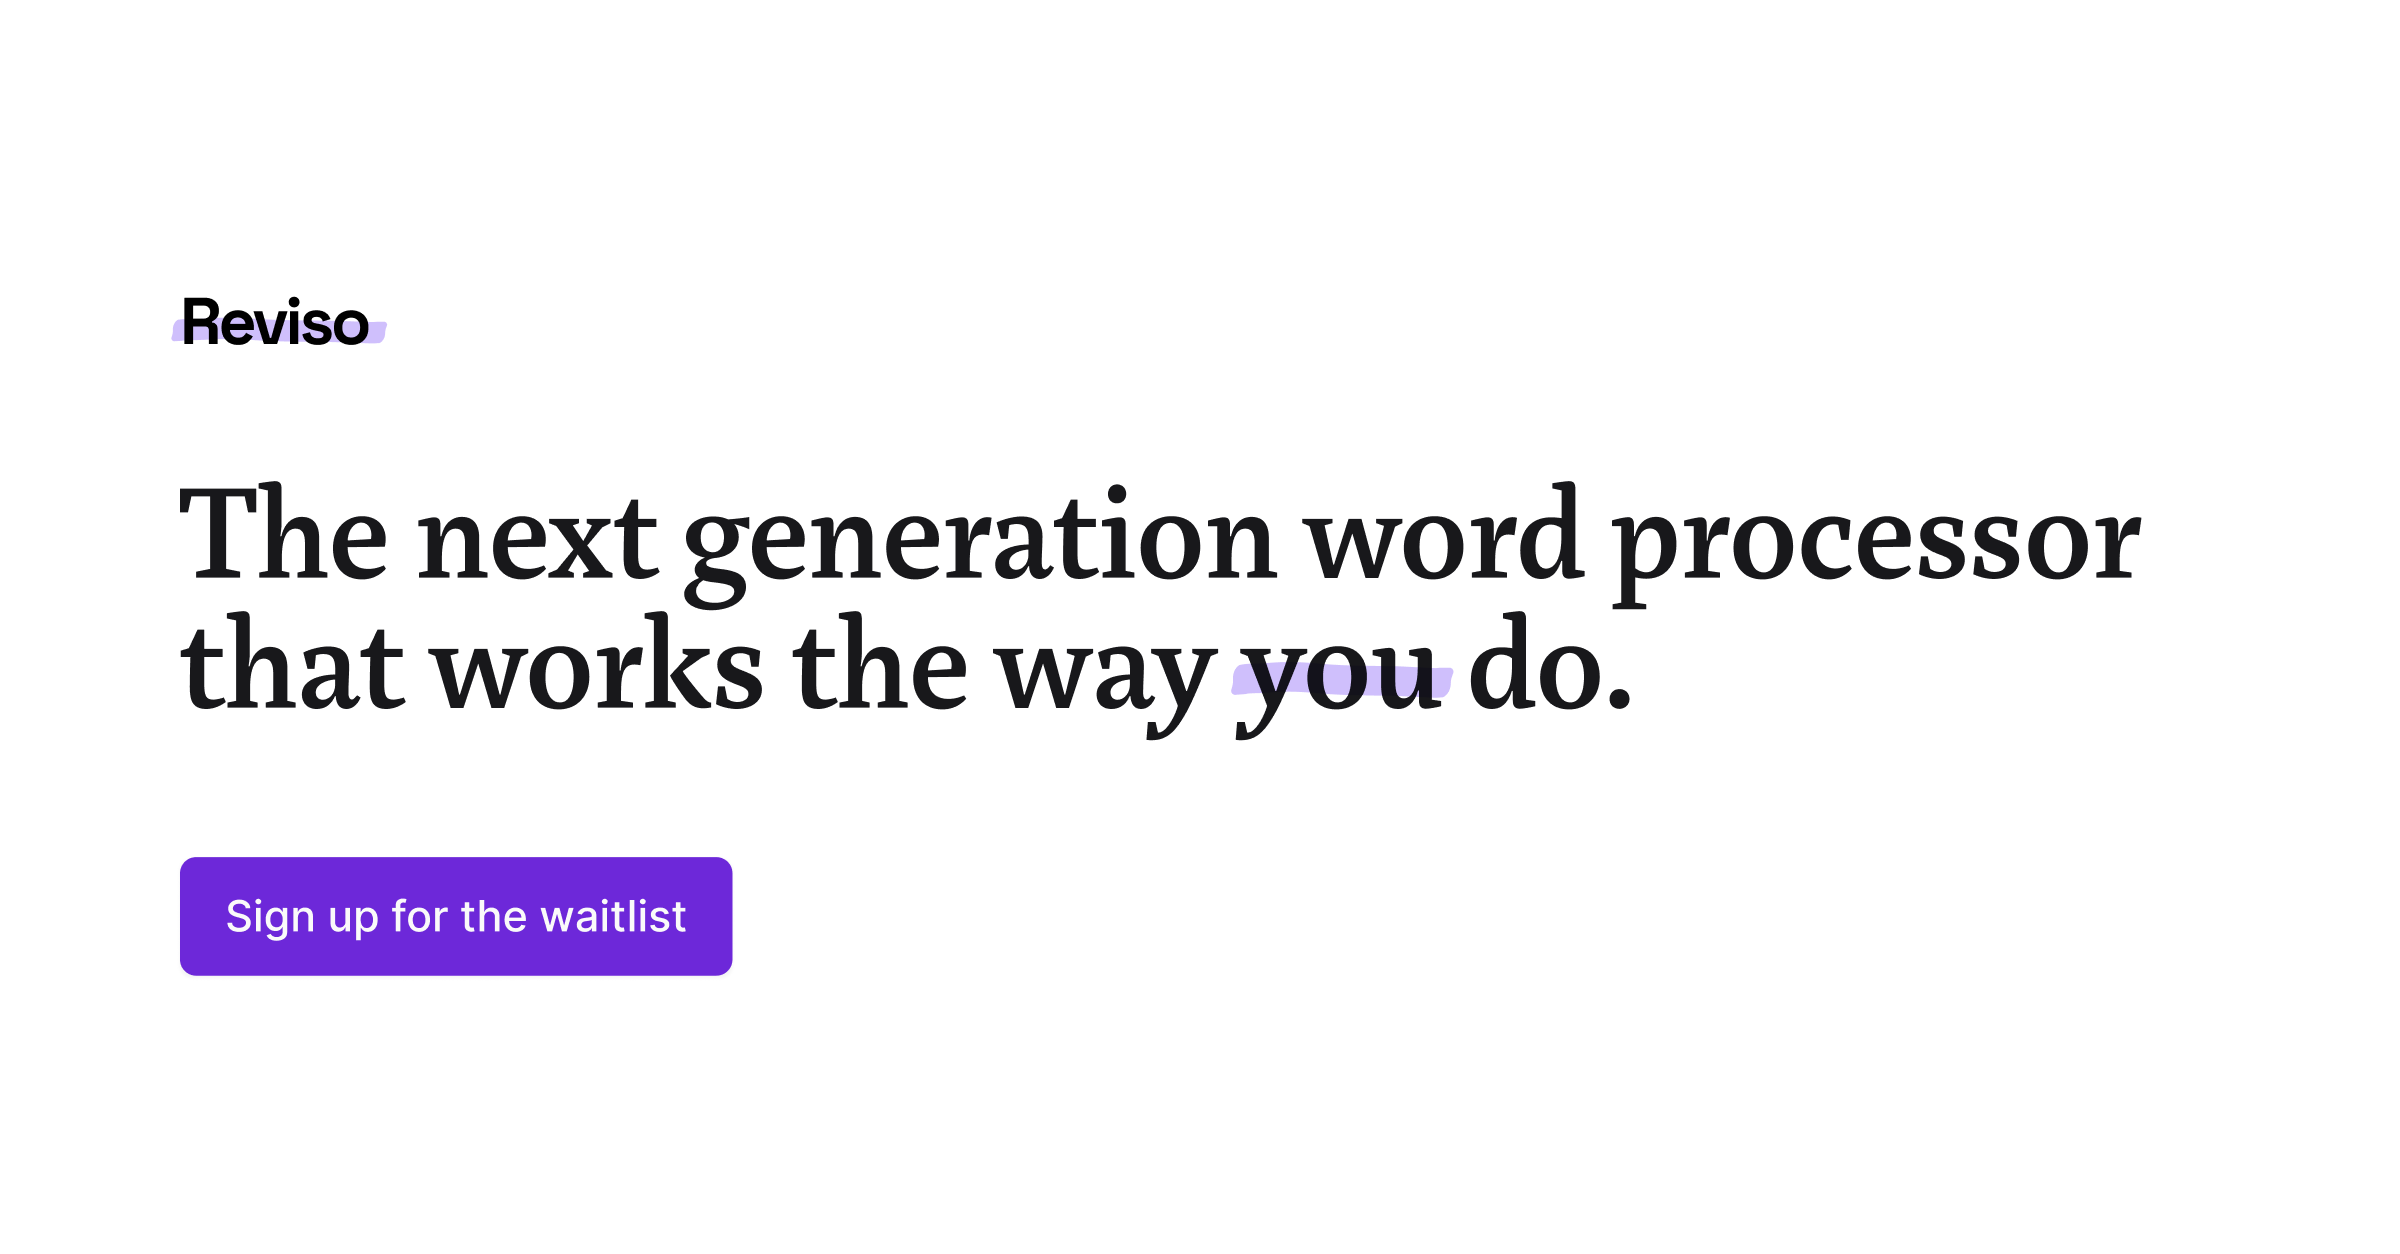 Reviso
The next generation word processor
that works the way you do.
Sign up for the waitlist